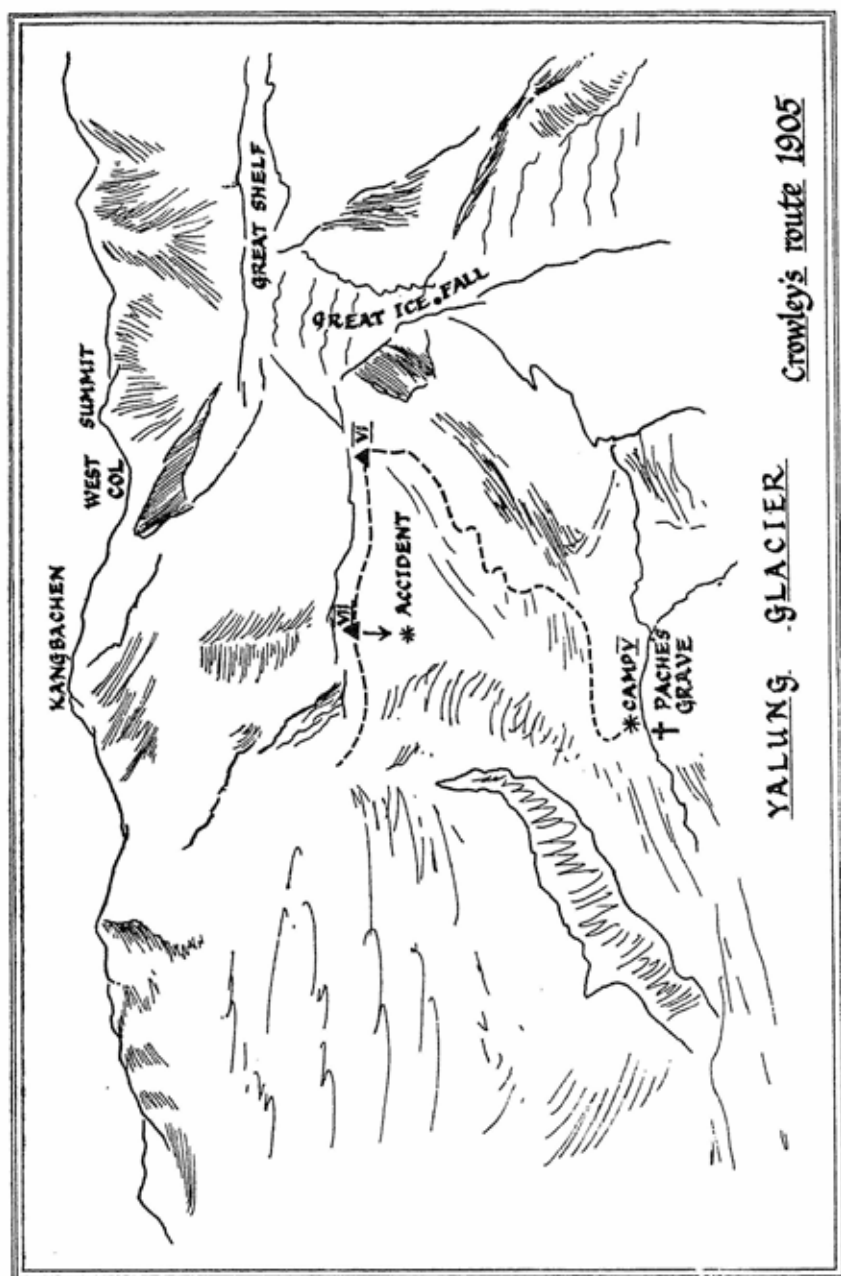 KANGBACHEN
WEST
COL
SUMMIT
GREAT SHELF
GREAT ICE FALL
VII
VI
ACCIDENT
CAMP V
PACHES
GRAVE
YALUNG GLACIER
Crowley's route 1905